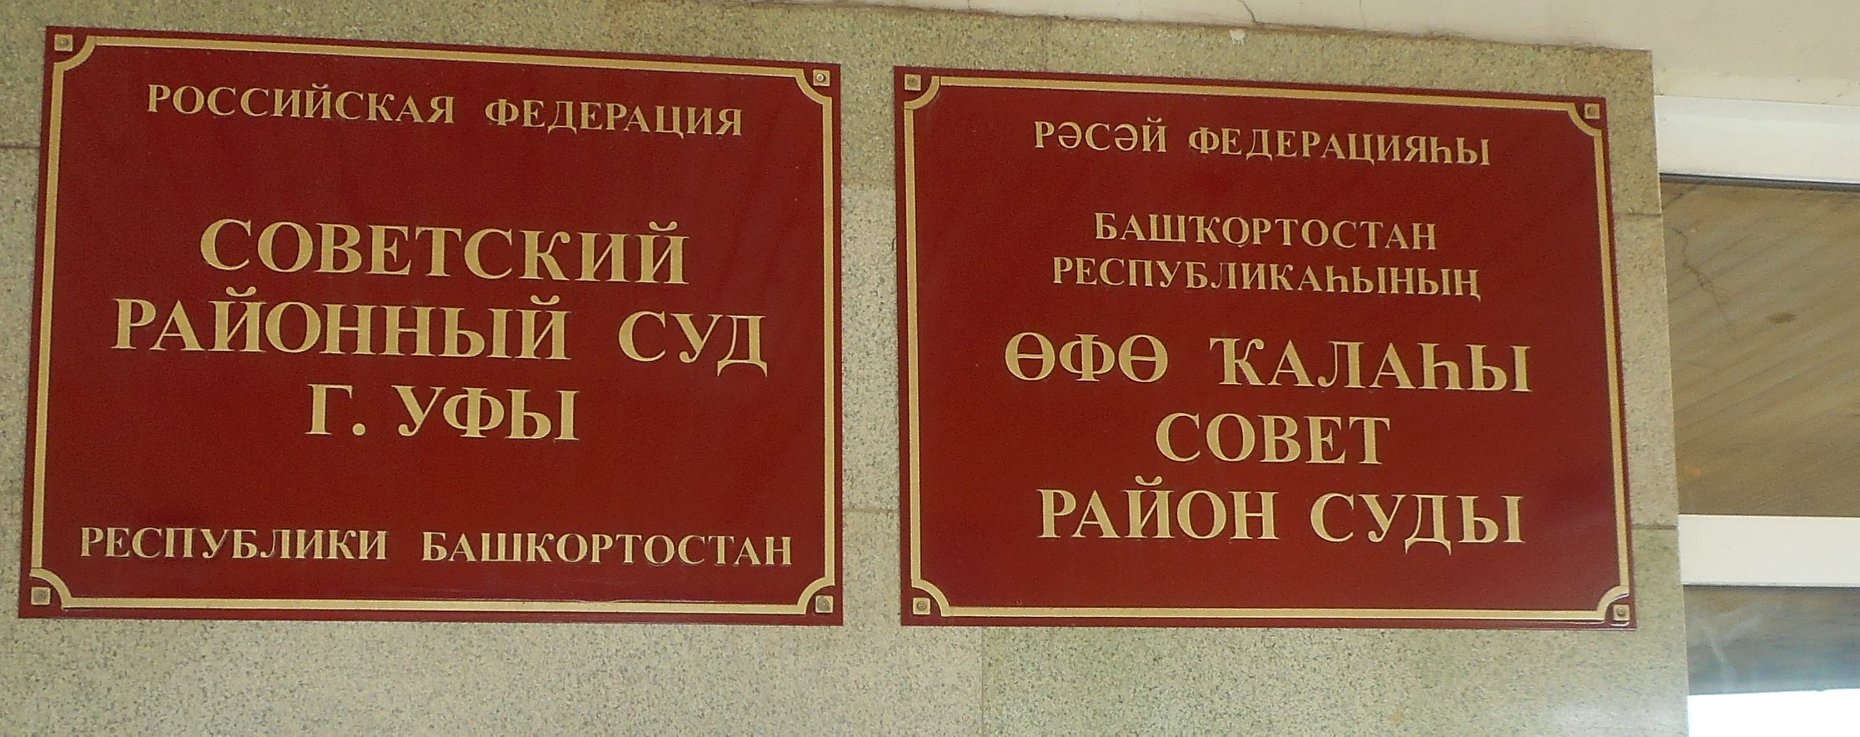 РОССИЙСКАЯ ФЕДЕРАЦИЯ
СОВЕТСКИЙ
РАЙОННЫЙ СУД
Г. УФЫ
РЕСПУБЛИКИ БАШКОРТОСТАН
РӘСӘЙ ФЕДЕРАЦИЯҺЫ
БАШҠОРТОСТАН
РЕСПУБЛИКАҺЫНЫҢ
ӨФӨ ҠАЛАҺЫ
СОВЕТ
РАЙОН СУДЫ